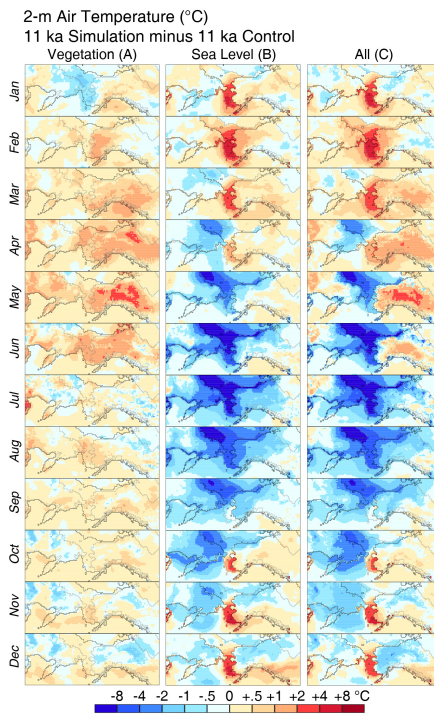 2-m Air Temperature (°C)
11 ka Simulation minus 11 ka Control
Vegetation (A) Sea Level (B) All (C)
Jan
Feb
Mar
Apr
May
Jun
Jul
Aug
Sep
Oct
Nov
Dec
-8 -4 -2 -1 -.5 0 +.5 +1 +2 +4 +8 °C